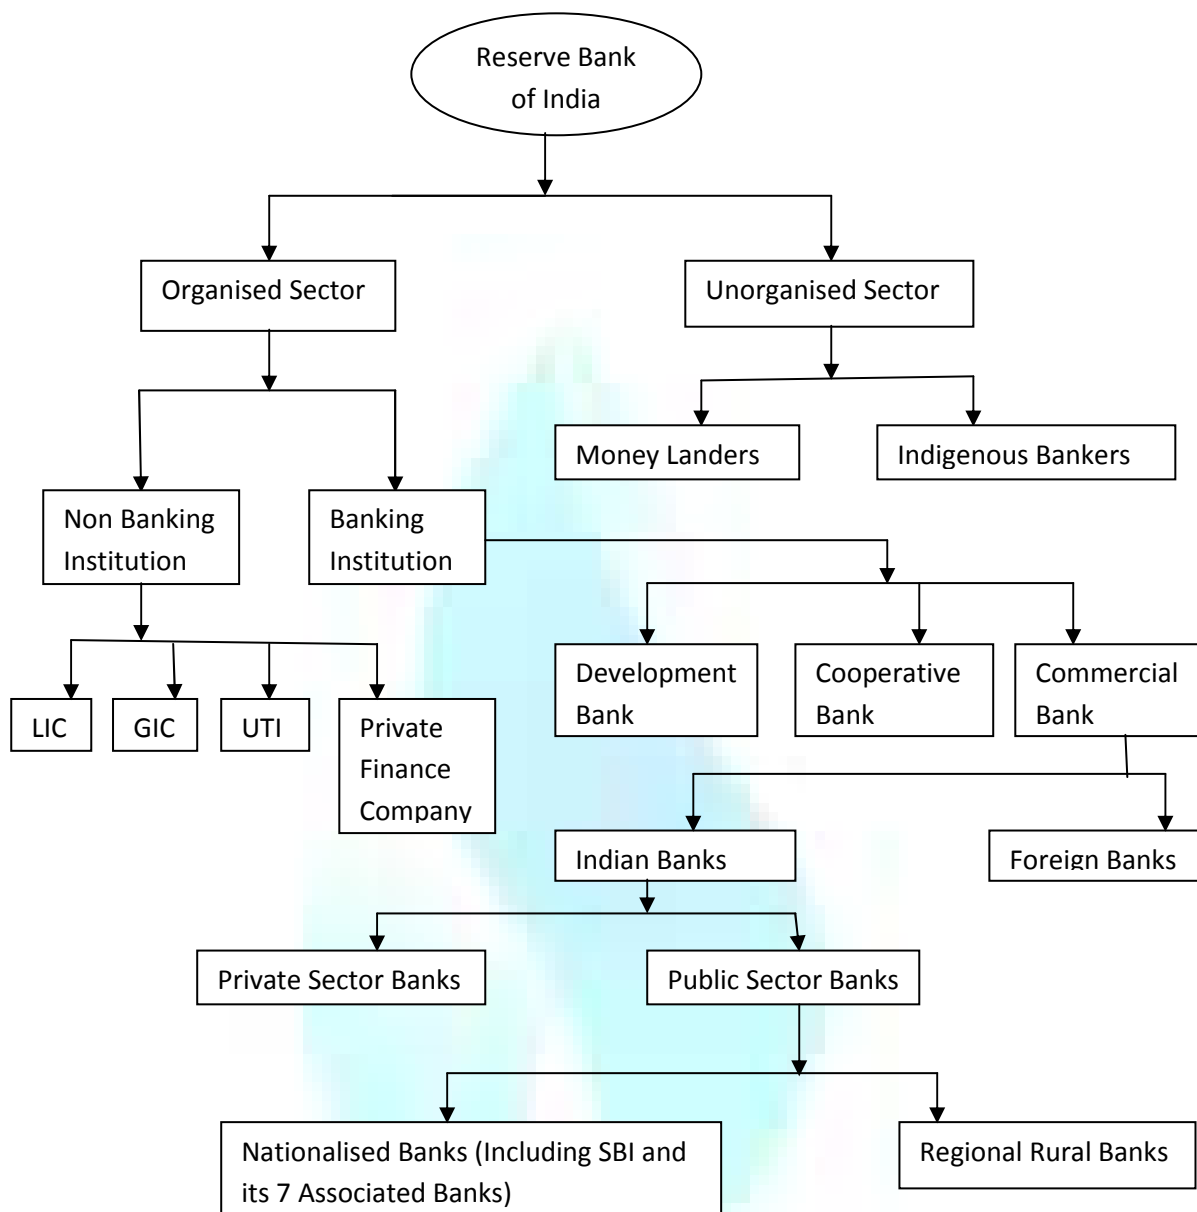 Reserve Bank
of India
Organised Sector
Unorganised Sector
Money Landers
Indigenous Bankers
Non Banking
Institution
Banking
Institution
Development
Bank
Cooperative
Bank
Commercial
Bank
LIC
GIC
UTI
Private
Finance
Company
Indian Banks
Foreign Banks
Private Sector Banks
Public Sector Banks
Nationalised Banks (Including SBI and
its 7 Associated Banks)
Regional Rural Banks